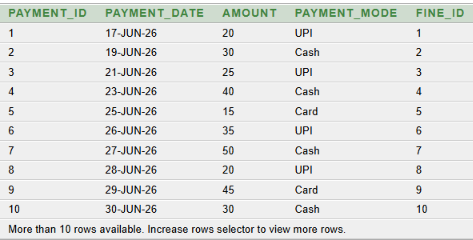 PAYMENT_ID PAYMENT_DATE AMOUNT PAYMENT_MODE FINE_ID
1 17-JUN-26 20 UPI 1
2 19-JUN-26 30 Cash 2
3 21-JUN-26 25 UPI 3
4 23-JUN-26 40 Cash 4
5 25-JUN-26 15 Card 5
6 26-JUN-26 35 UPI 6
7 27-JUN-26 50 Cash 7
8 28-JUN-26 20 UPI 8
9 29-JUN-26 45 Card 9
10 30-JUN-26 30 Cash 10
More than 10 rows available. Increase rows selector to view more rows.